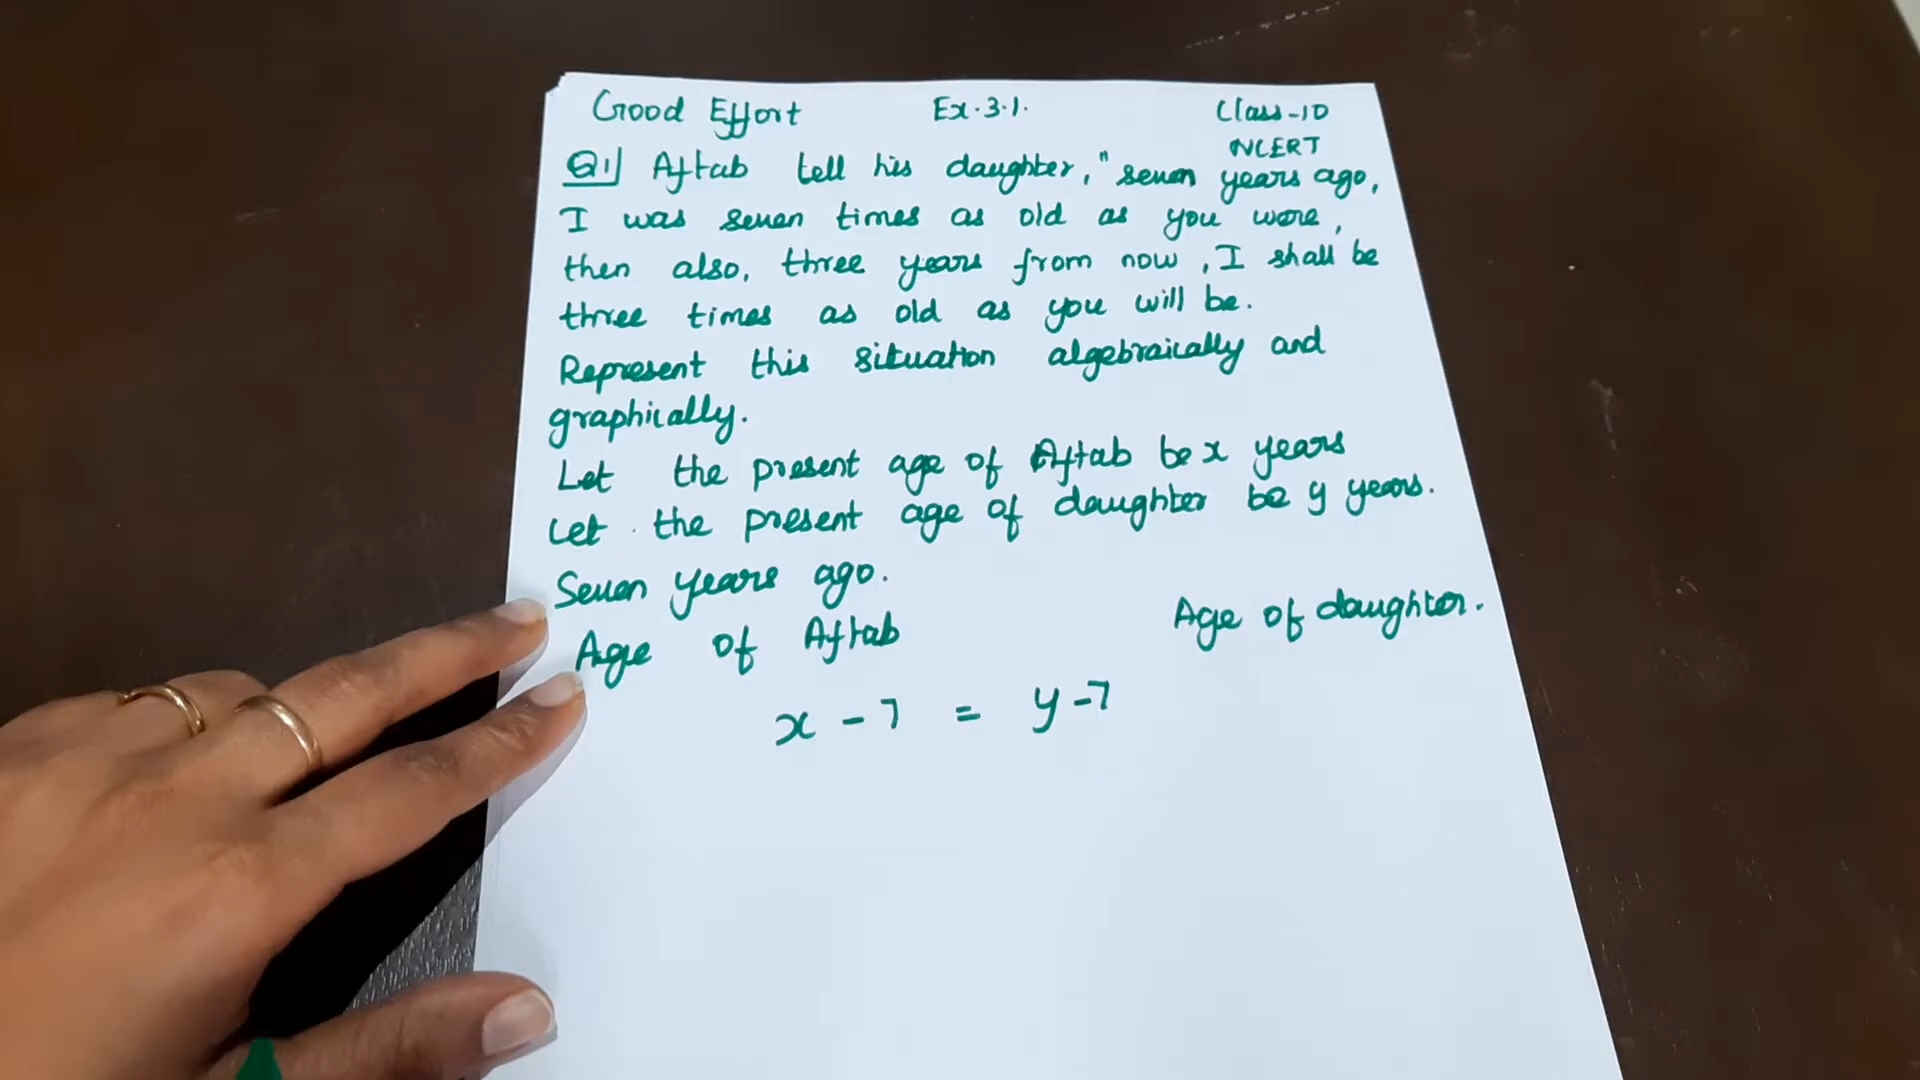 Good Effort Ex.3.1. Class-10
NCERT
Q1 Aftab tell his daughter, "seven years ago,
I was seven times as old as you were,
then also, three years from now, I shall be
three times as old as you will be.
Represent this situation algebraically and
graphically.
Let the present age of Aftab be x years
Let the present age of daughter be y years.
Seven years ago.
Age of Aftab Age of daughter.
x - 7 = y - 7